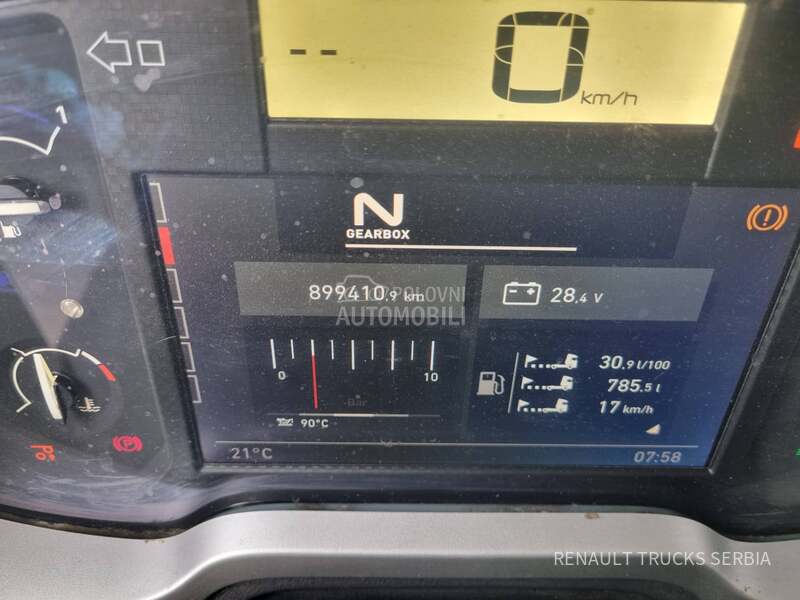 1
-- 0 km/h
N
GEARBOX
899410.9 km
28.4 V
POLOVNI
AUTOMOBILI
0 10
Bar
90°C
30.9 l/100
785.5 l
17 km/h
P
21°C
07:58
RENAULT TRUCKS SERBIA